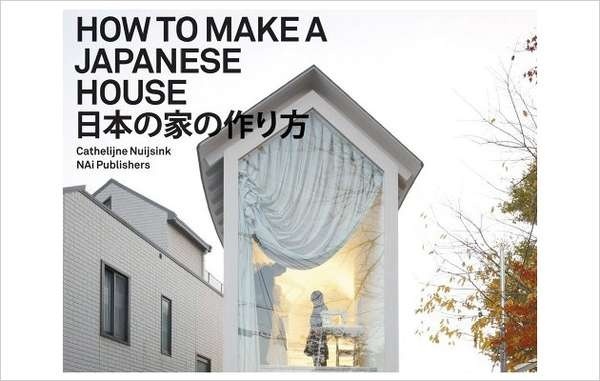 HOW TO MAKE A
JAPANESE
HOUSE
日本の家の作り方
Cathelijne Nuijsink
NAi Publishers